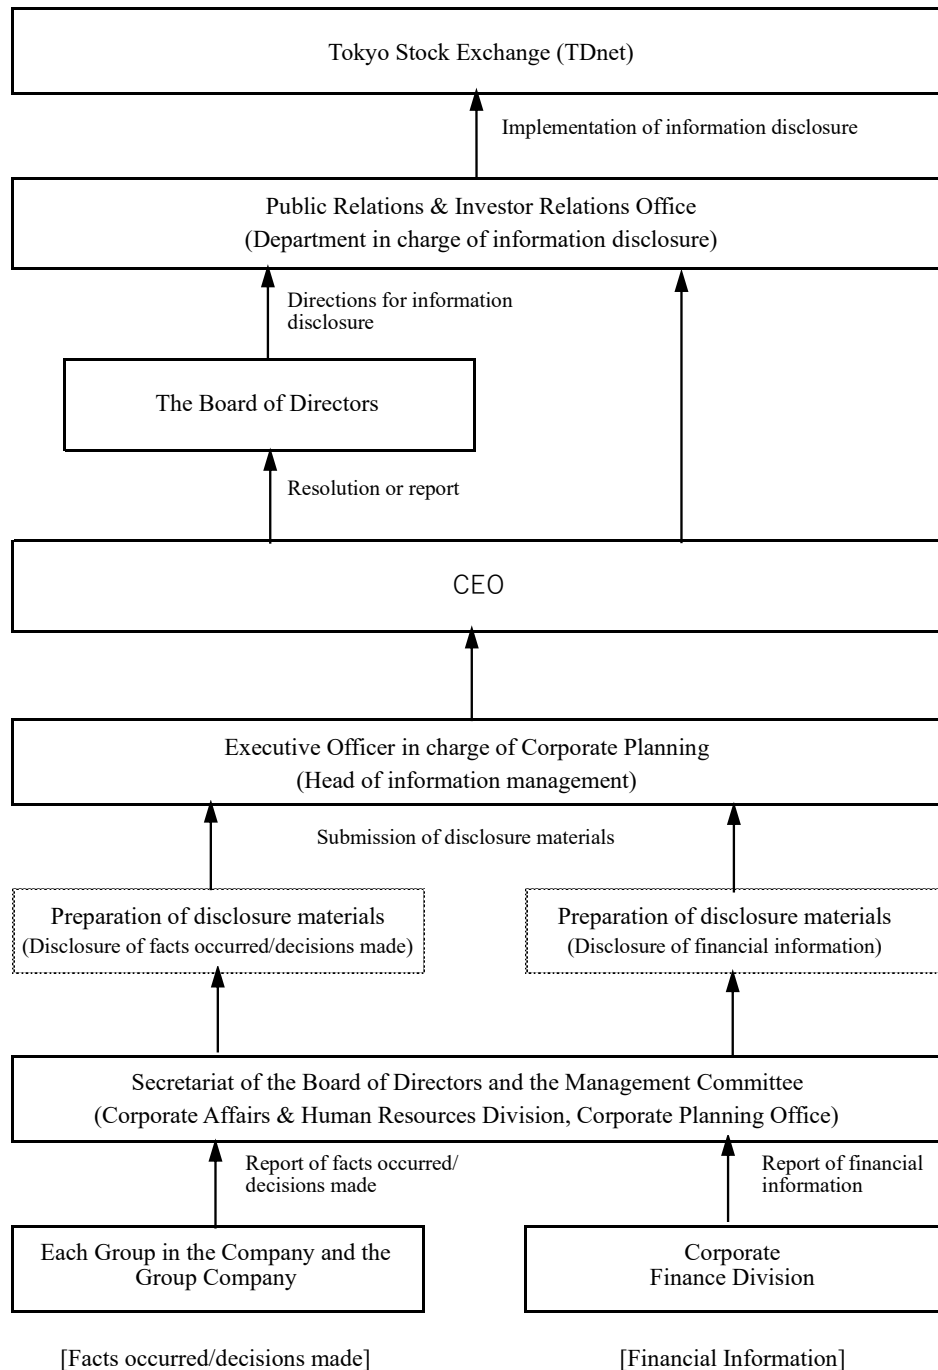 Tokyo Stock Exchange (TDnet)
Implementation of information disclosure
Public Relations & Investor Relations Office
(Department in charge of information disclosure)
Directions for information
disclosure
The Board of Directors
Resolution or report
CEO
Executive Officer in charge of Corporate Planning
(Head of information management)
Submission of disclosure materials
Preparation of disclosure materials
(Disclosure of facts occurred/decisions made)
Preparation of disclosure materials
(Disclosure of financial information)
Secretariat of the Board of Directors and the Management Committee
(Corporate Affairs & Human Resources Division, Corporate Planning Office)
Report of facts occurred/
decisions made
Report of financial
information
Each Group in the Company and the
Group Company
Corporate
Finance Division
[Facts occurred/decisions made]
[Financial Information]